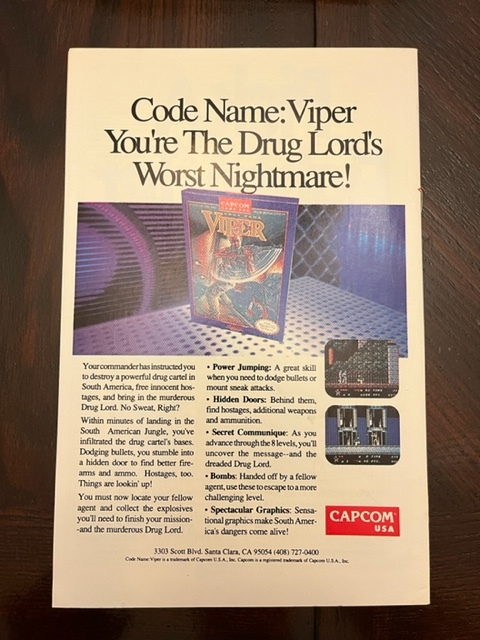 Code Name: Viper
You're The Drug Lord's
Worst Nightmare!
CAPCOM
VIPER
Your commander has instructed you
to destroy a powerful drug cartel in
South America, free innocent hos-
tages, and bring in the murderous
Drug Lord. No Sweat, Right?
Within minutes of landing in the
South American Jungle, you've
infiltrated the drug cartel's bases.
Dodging bullets, you stumble into
a hidden door to find better fire-
arms and ammo. Hostages, too.
Things are lookin' up!
You must now locate your fellow
agent and collect the explosives
you'll need to finish your mission-
-and the murderous Drug Lord.
• Power Jumping: A great skill
when you need to dodge bullets or
mount sneak attacks.
• Hidden Doors: Behind them,
find hostages, additional weapons
and ammunition.
• Secret Communique: As you
advance through the 8 levels, you'll
uncover the message--and the
dreaded Drug Lord.
• Bombs: Handed off by a fellow
agent, use these to escape to a more
challenging level.
• Spectacular Graphics: Sensa-
tional graphics make South Amer-
ica's dangers come alive!
CAPCOM®
USA
3303 Scott Blvd. Santa Clara, CA 95054 (408) 727-0400
Code Name: Viper is a trademark of Capcom U.S.A., Inc. Capcom is a registered trademark of Capcom U.S.A., Inc.